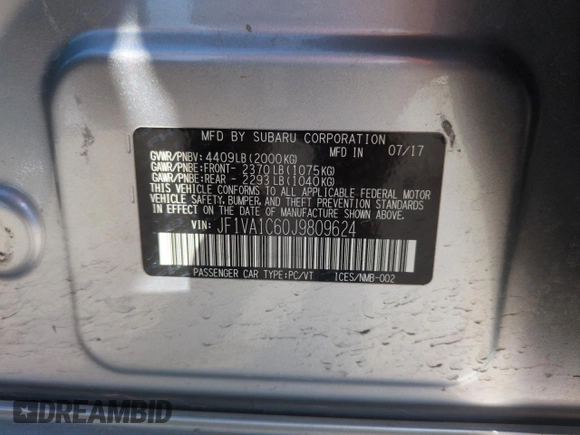 MFD BY SUBARU CORPORATION
GVWR/PNBV: 4409LB(2000KG) MFD IN 07/17
GAWR/PNBE:FRONT- 2370LB(1075KG)
GAWR/PNBE:REAR - 2293LB(1040KG)
THIS VEHICLE CONFORMS TO ALL APPLICABLE FEDERAL MOTOR
VEHICLE SAFETY, BUMPER, AND THEFT PREVENTION STANDARDS
IN EFFECT ON THE DATE OF MANUFACTURE SHOWN ABOVE.
VIN: JF1VA1C60J9809624
PASSENGER CAR TYPE:PC/VT ICES/NMB-002
DREAMBID